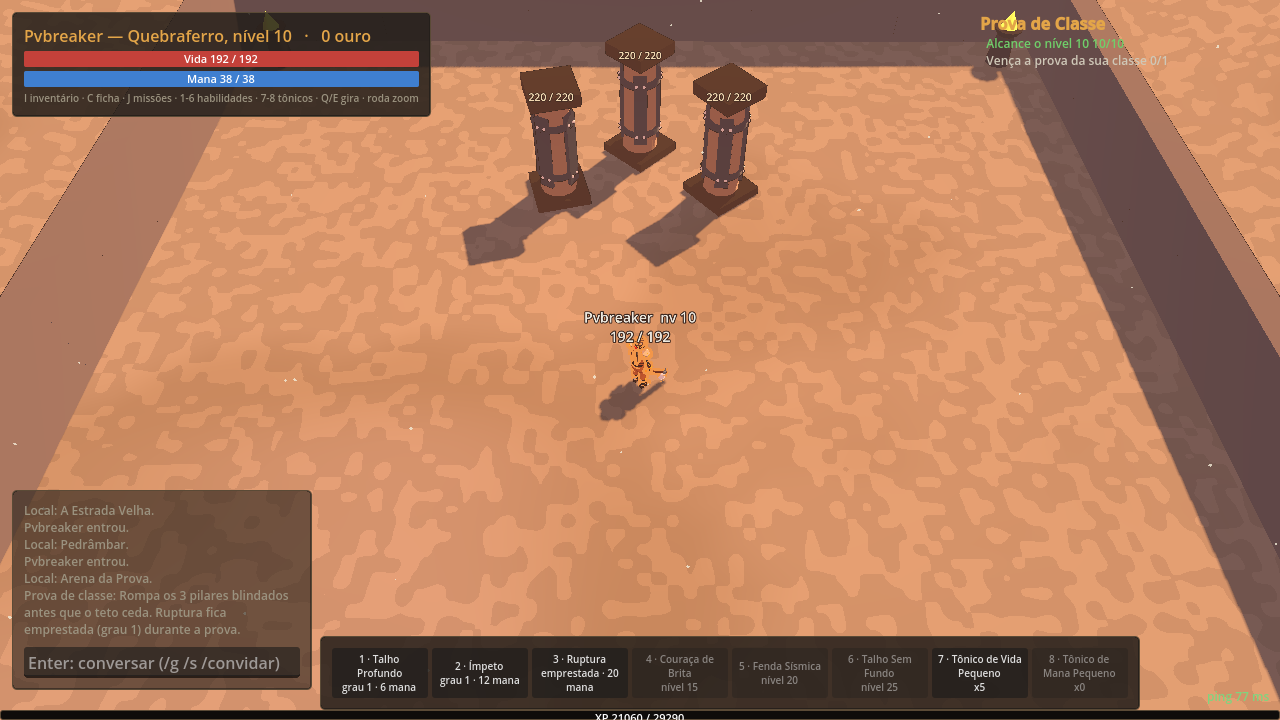 Pvbreaker — Quebraferro, nível 10 · 0 ouro
Vida 192 / 192
Mana 38 / 38
I inventário · C ficha · J missões · 1-6 habilidades · 7-8 tônicos · Q/E gira · roda zoom
Prova de Classe
Alcance o nível 10 10/10
Vença a prova da sua classe 0/1
220 / 220
220 / 220
220 / 220
Pvbreaker nv 10
192 / 192
Local: A Estrada Velha.
Pvbreaker entrou.
Local: Pedrâmbar.
Pvbreaker entrou.
Local: Arena da Prova.
Prova de classe: Rompa os 3 pilares blindados
antes que o teto ceda. Ruptura fica
emprestada (grau 1) durante a prova.
Enter: conversar (/g /s /convidar)
1 · Talho
Profundo
grau 1 · 6 mana
2 · Ímpeto
grau 1 · 12 mana
3 · Ruptura
emprestada · 20
mana
4 · Couraça de
Brita
nível 15
5 · Fenda Sísmica
nível 20
6 · Talho Sem
Fundo
nível 25
7 · Tônico de Vida
Pequeno
x5
8 · Tônico de
Mana Pequeno
x0
ping 77 ms
XP 21060 / 29290